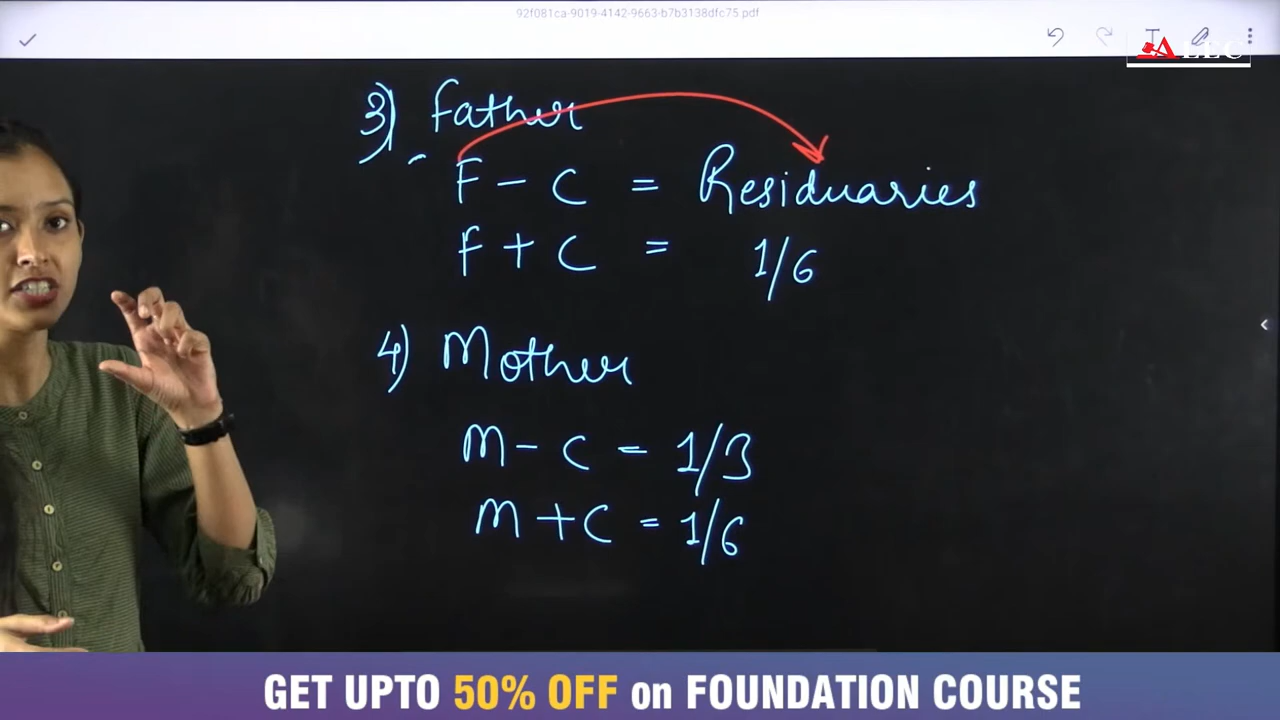 92f081ca-9019-4142-9663-b7b3138dfc75.pdf
LEC
3) Father
F - C = Residuaries
F + C = 1/6
4) Mother
M - C = 1/3
M + C = 1/6
GET UPTO 50% OFF on FOUNDATION COURSE